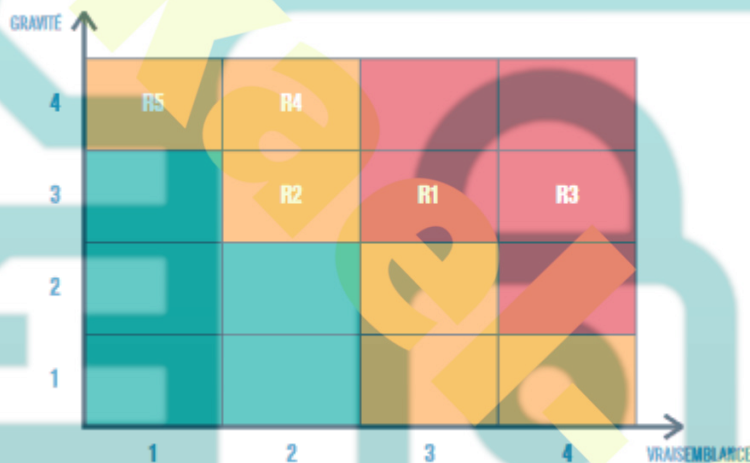 GRAVITÉ
4 R5 R4
3 R2 R1 R3
2
1
1 2 3 4 VRAISEMBLANCE